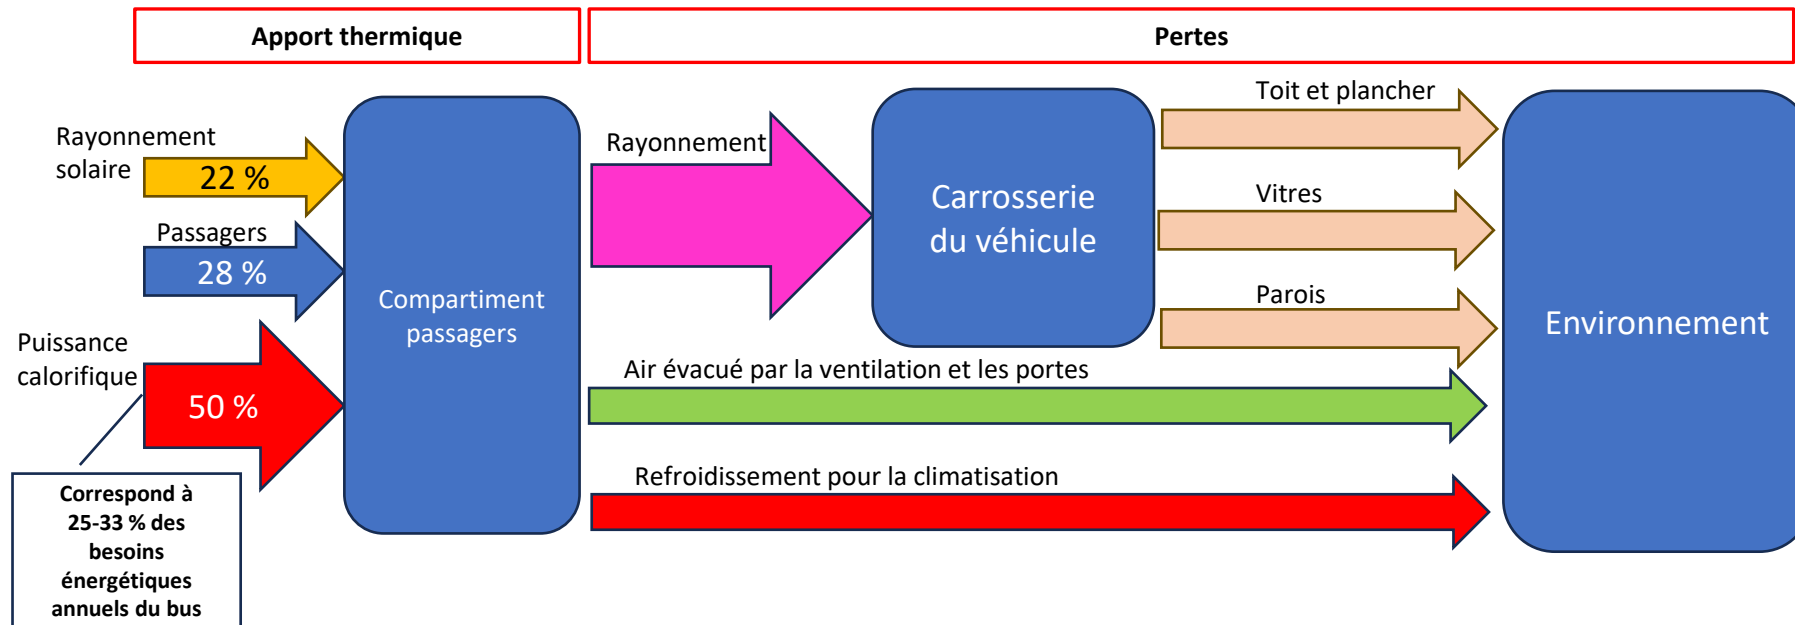 Apport thermique
Pertes
Rayonnement
solaire
22 %
Passagers
28 %
Puissance
calorifique
50 %
Correspond à
25-33 % des
besoins
énergétiques
annuels du bus
Compartiment
passagers
Rayonnement
Carrosserie
du véhicule
Toit et plancher
Vitres
Parois
Air évacué par la ventilation et les portes
Refroidissement pour la climatisation
Environnement